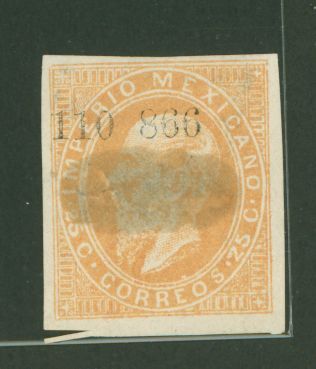 IMPERIO MEXICANO
110 866
25 C. CORREOS. 25 C.